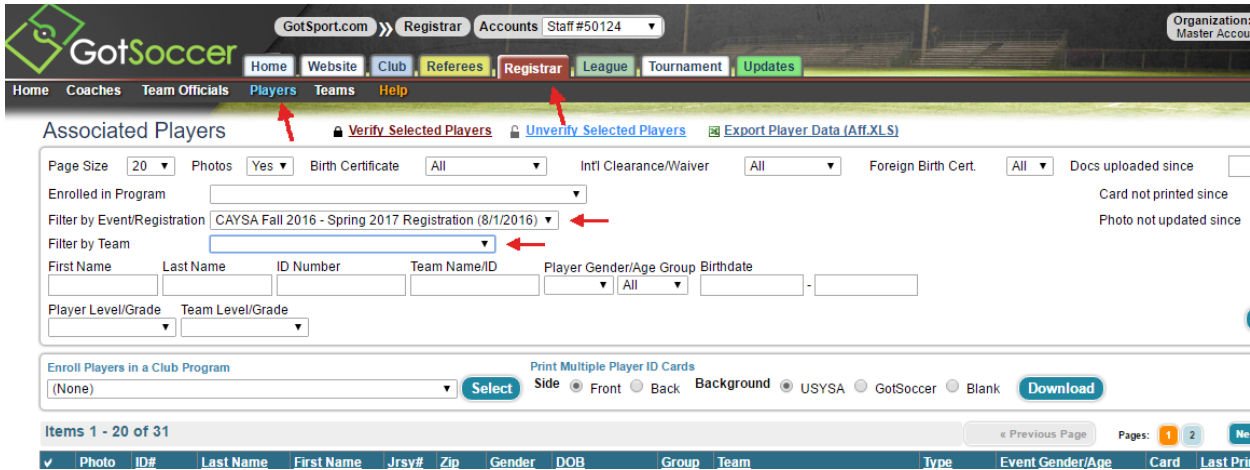 GotSport.com » Registrar Accounts Staff#50124 Organization:
Master Accou
GotSoccer
Home Website Club Referees Registrar League Tournament Updates
Home Coaches Team Officials Players Teams Help
Associated Players Verify Selected Players Unverify Selected Players Export Player Data (Aff.XLS)
Page Size 20 Photos Yes Birth Certificate All Int'l Clearance/Waiver All Foreign Birth Cert. All Docs uploaded since
Enrolled in Program Card not printed since
Filter by Event/Registration CAYSA Fall 2016 - Spring 2017 Registration (8/1/2016) Photo not updated since
Filter by Team
First Name Last Name ID Number Team Name/ID Player Gender/Age Group Birthdate
All -
Player Level/Grade Team Level/Grade
Enroll Players in a Club Program Print Multiple Player ID Cards
(None) Select Side Front Back Background USYSA GotSoccer Blank Download
Items 1 - 20 of 31 « Previous Page Pages: 1 2 Ne
✓ Photo ID# Last Name First Name Jrsy# Zip Gender DOB Group Team Type Event Gender/Age Card Last Pri